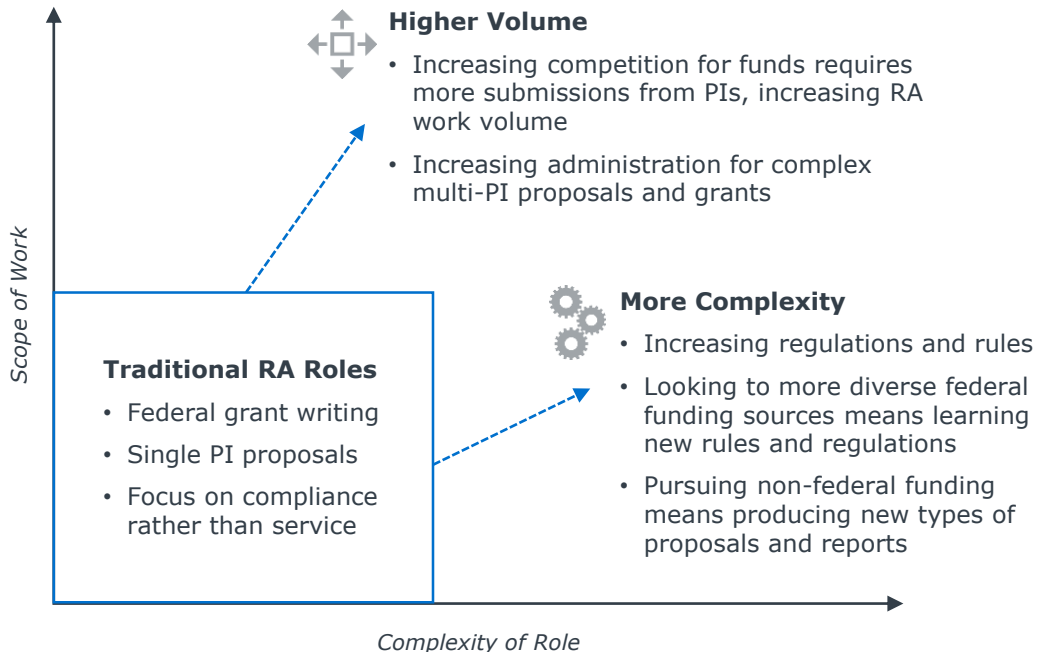 Higher Volume
• Increasing competition for funds requires
more submissions from PIs, increasing RA
work volume
• Increasing administration for complex
multi-PI proposals and grants
Scope of Work
Traditional RA Roles
• Federal grant writing
• Single PI proposals
• Focus on compliance
rather than service
More Complexity
• Increasing regulations and rules
• Looking to more diverse federal
funding sources means learning
new rules and regulations
• Pursuing non-federal funding
means producing new types of
proposals and reports
Complexity of Role